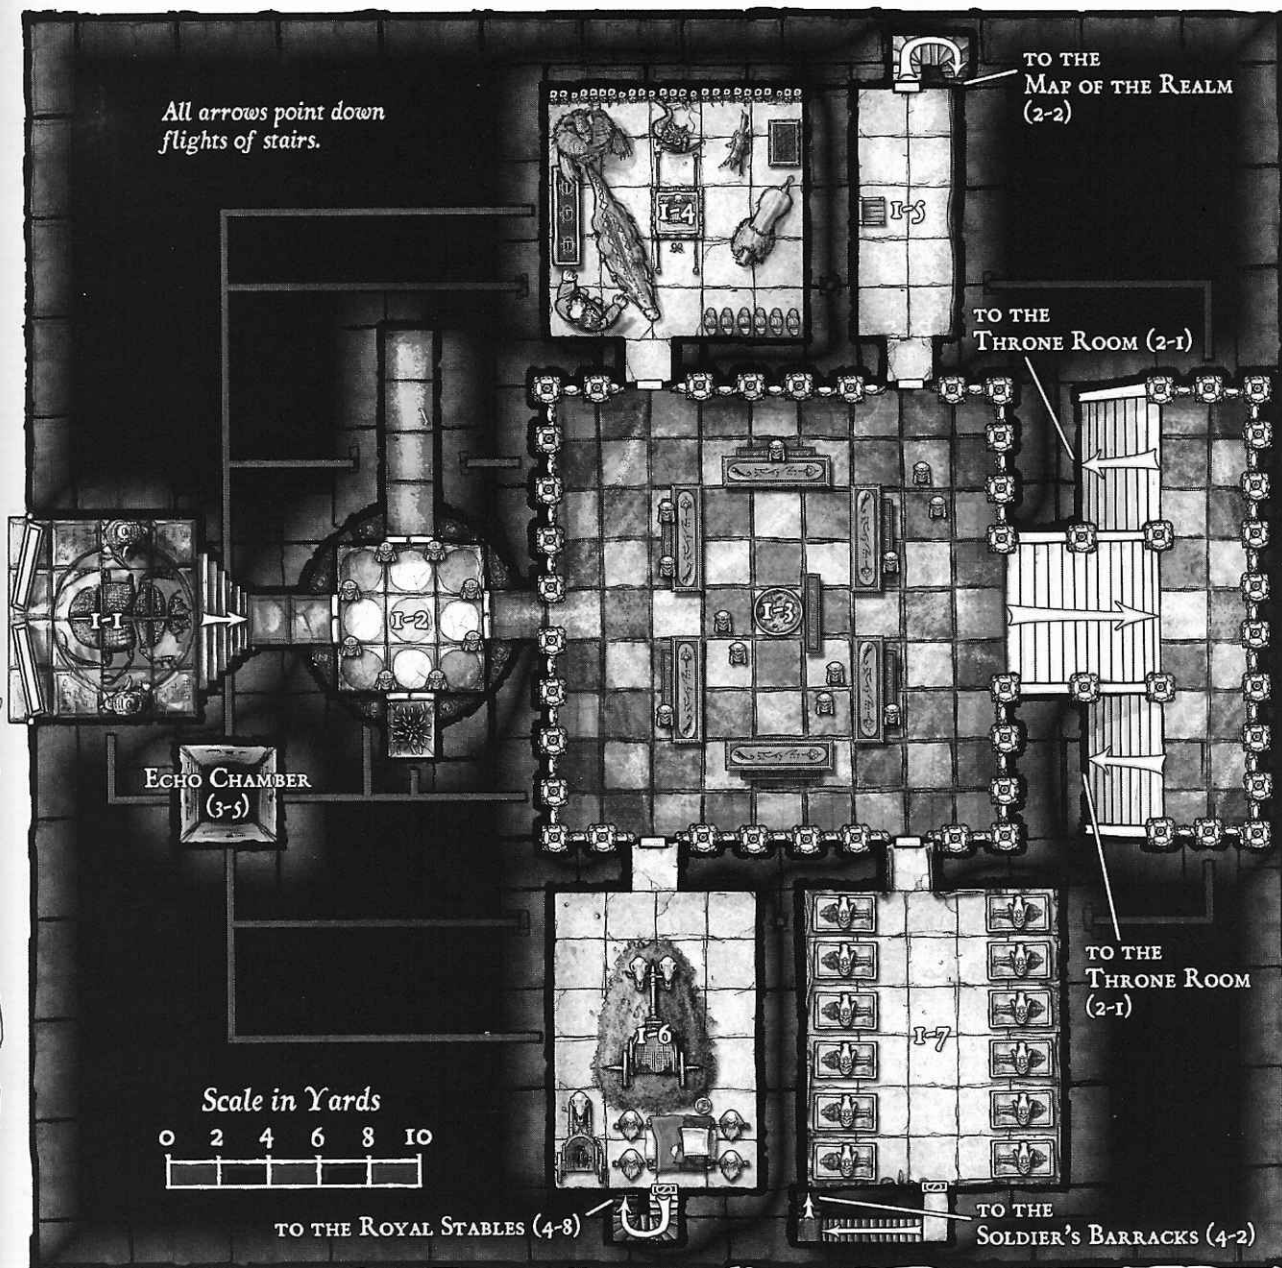 TO THE
MAP OF THE REALM
(2-2)
All arrows point down
flights of stairs.
1-4
1-5
TO THE
THRONE ROOM (2-1)
1-1
1-2
1-3
ECHO CHAMBER
(3-5)
TO THE
THRONE ROOM
(2-1)
1-6
1-7
Scale in Yards
0 2 4 6 8 10
TO THE ROYAL STABLES (4-8)
TO THE
SOLDIER'S BARRACKS (4-2)